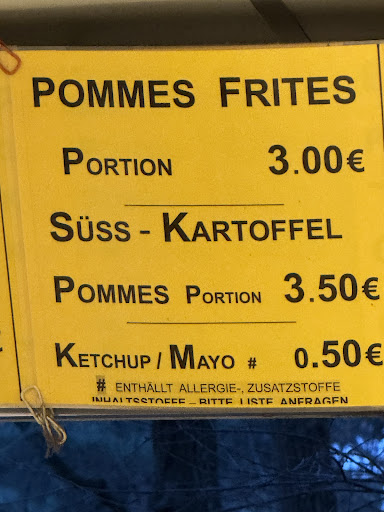 POMMES FRITES
PORTION 3.00€
SÜSS - KARTOFFEL
POMMES PORTION 3.50€
KETCHUP / MAYO # 0.50€
# ENTHÄLLT ALLERGIE-, ZUSATZSTOFFE
INHALTSSTOFFE – BITTE LISTE ANFRAGEN